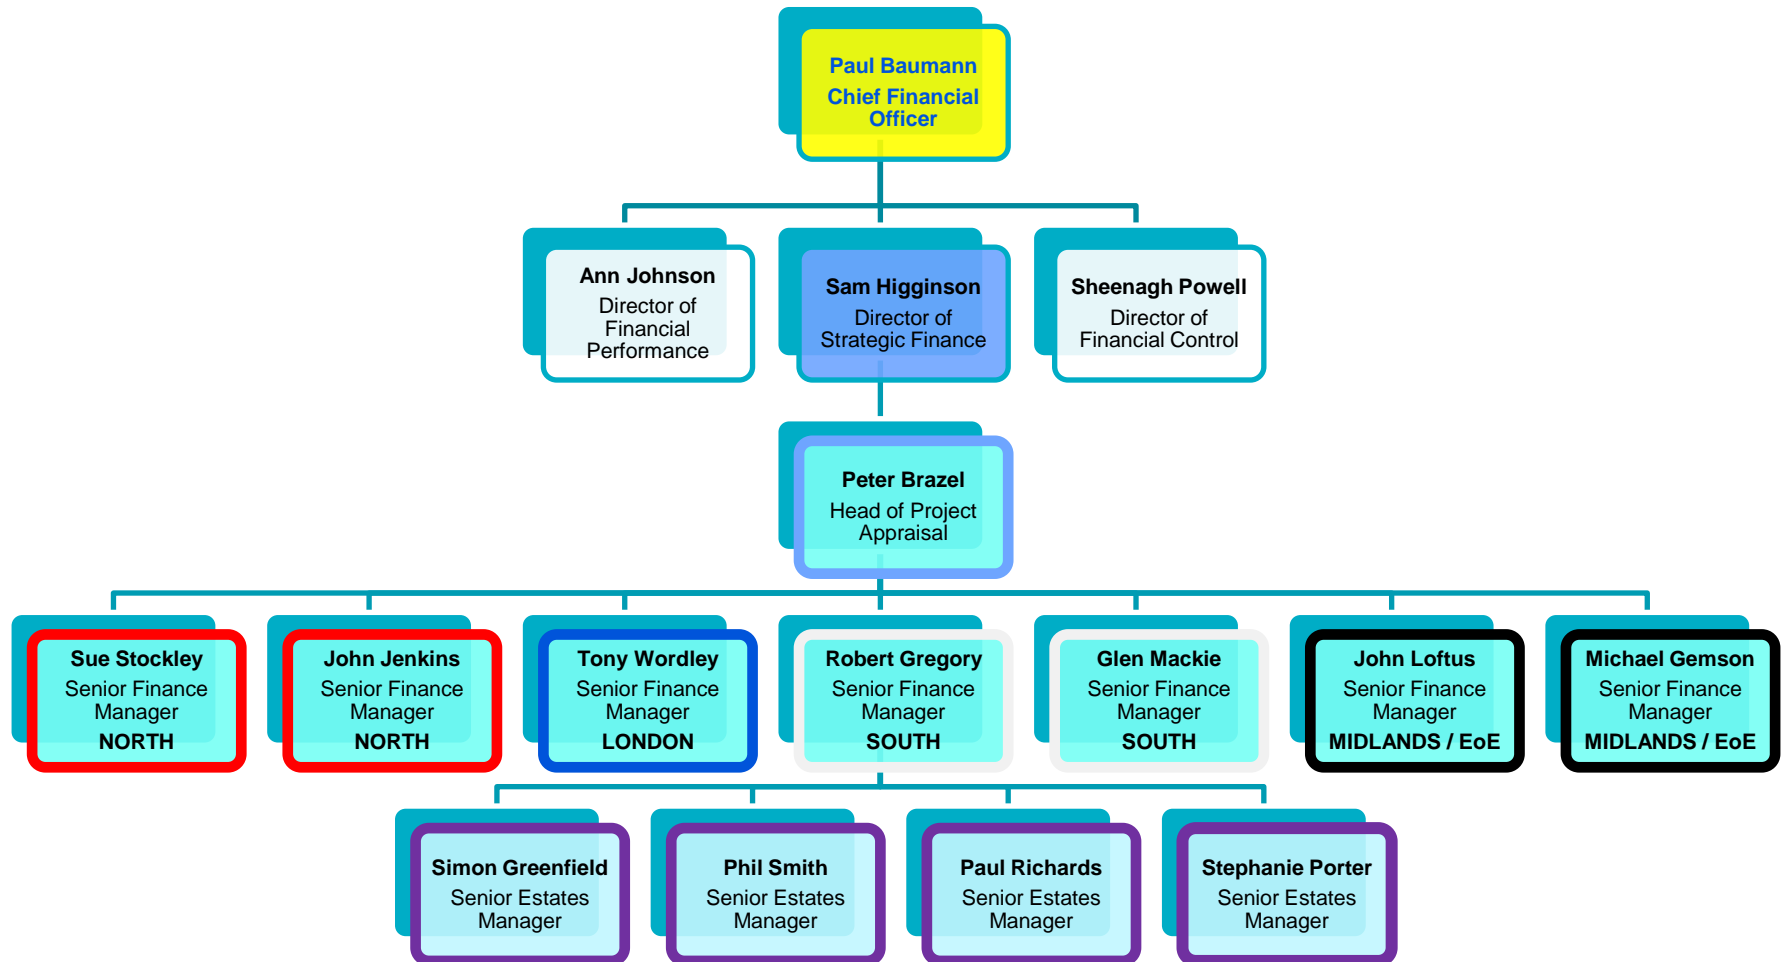 Paul Baumann
Chief Financial
Officer
Ann Johnson
Director of
Financial
Performance
Sam Higginson
Director of
Strategic Finance
Sheenagh Powell
Director of
Financial Control
Peter Brazel
Head of Project
Appraisal
Sue Stockley
Senior Finance
Manager
NORTH
John Jenkins
Senior Finance
Manager
NORTH
Tony Wordley
Senior Finance
Manager
LONDON
Robert Gregory
Senior Finance
Manager
SOUTH
Glen Mackie
Senior Finance
Manager
SOUTH
John Loftus
Senior Finance
Manager
MIDLANDS / EoE
Michael Gemson
Senior Finance
Manager
MIDLANDS / EoE
Simon Greenfield
Senior Estates
Manager
Phil Smith
Senior Estates
Manager
Paul Richards
Senior Estates
Manager
Stephanie Porter
Senior Estates
Manager